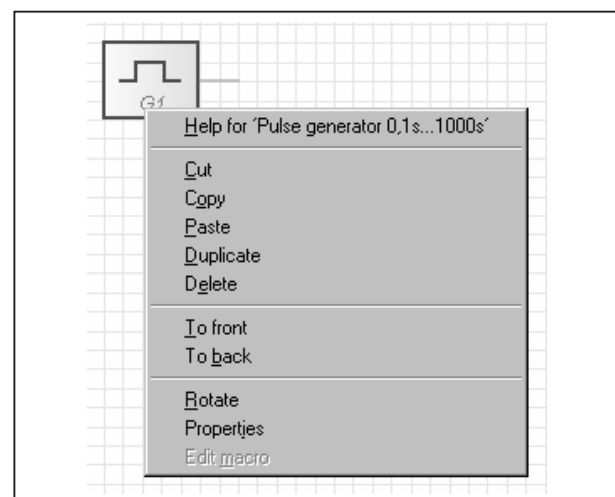 G1
Help for 'Pulse generator 0,1s...1000s'
Cut
Copy
Paste
Duplicate
Delete
To front
To back
Rotate
Properties
Edit macro